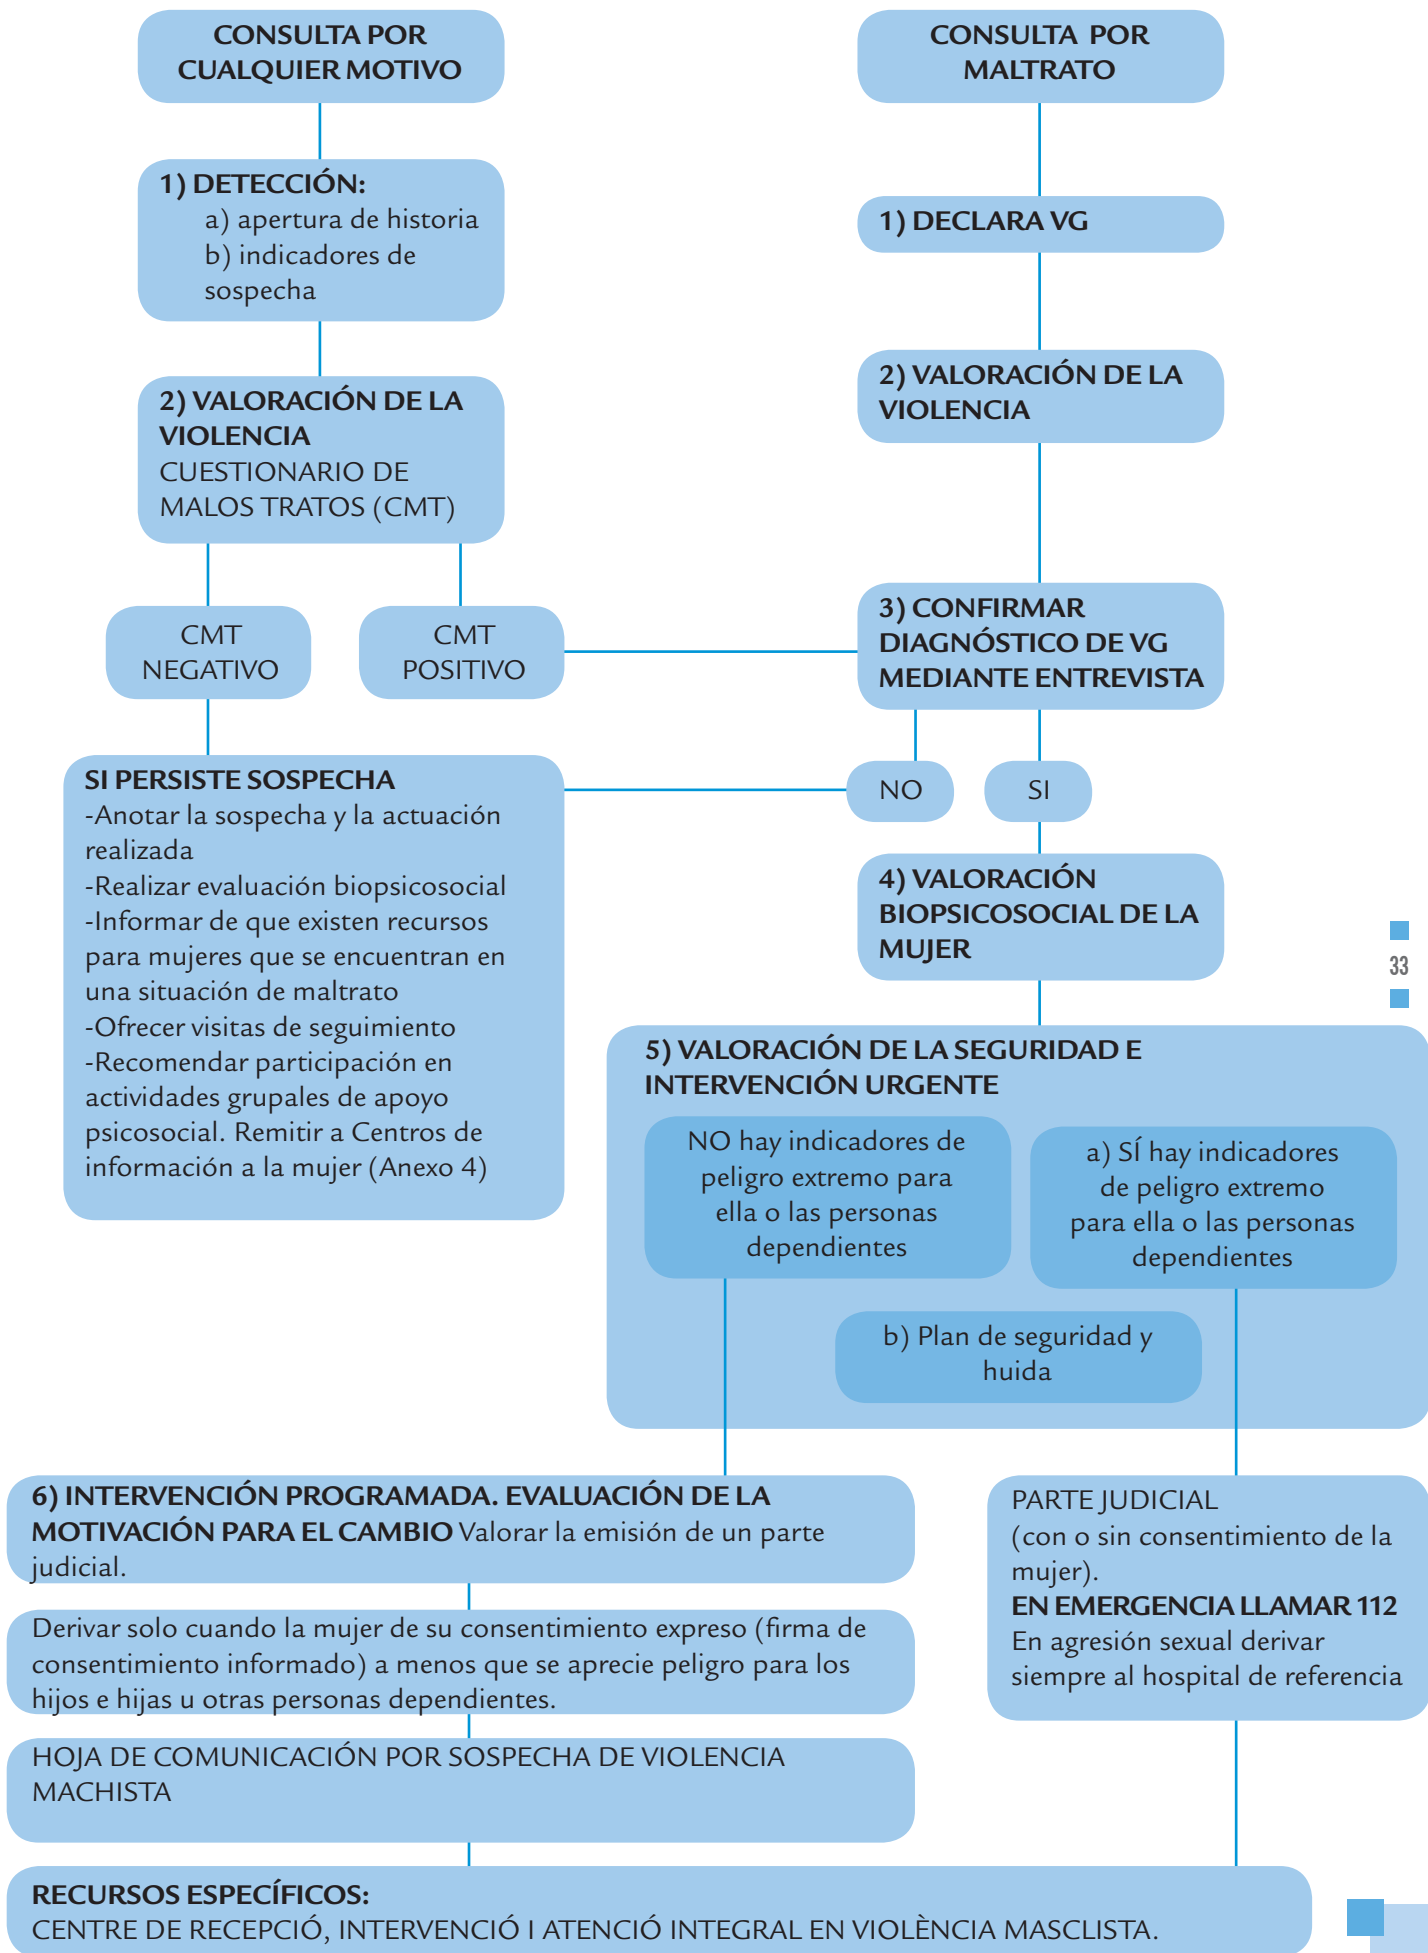 CONSULTA POR
CUALQUIER MOTIVO
1) DETECCIÓN:
a) apertura de historia
b) indicadores de
sospecha
2) VALORACIÓN DE LA
VIOLENCIA
CUESTIONARIO DE
MALOS TRATOS (CMT)
CMT
NEGATIVO
CMT
POSITIVO
SI PERSISTE SOSPECHA
-Anotar la sospecha y la actuación
realizada
-Realizar evaluación biopsicosocial
-Informar de que existen recursos
para mujeres que se encuentran en
una situación de maltrato
-Ofrecer visitas de seguimiento
-Recomendar participación en
actividades grupales de apoyo
psicosocial. Remitir a Centros de
información a la mujer (Anexo 4)
CONSULTA POR
MALTRATO
1) DECLARA VG
2) VALORACIÓN DE LA
VIOLENCIA
3) CONFIRMAR
DIAGNÓSTICO DE VG
MEDIANTE ENTREVISTA
NO
SI
4) VALORACIÓN
BIOPSICOSOCIAL DE LA
MUJER
33
5) VALORACIÓN DE LA SEGURIDAD E
INTERVENCIÓN URGENTE
NO hay indicadores de
peligro extremo para
ella o las personas
dependientes
a) SÍ hay indicadores
de peligro extremo
para ella o las personas
dependientes
b) Plan de seguridad y
huida
6) INTERVENCIÓN PROGRAMADA. EVALUACIÓN DE LA
MOTIVACIÓN PARA EL CAMBIO Valorar la emisión de un parte
judicial.
Derivar solo cuando la mujer de su consentimiento expreso (firma de
consentimiento informado) a menos que se aprecie peligro para los
hijos e hijas u otras personas dependientes.
HOJA DE COMUNICACIÓN POR SOSPECHA DE VIOLENCIA
MACHISTA
PARTE JUDICIAL
(con o sin consentimiento de la
mujer).
EN EMERGENCIA LLAMAR 112
En agresión sexual derivar
siempre al hospital de referencia
RECURSOS ESPECÍFICOS:
CENTRE DE RECEPCIÓ, INTERVENCIÓ I ATENCIÓ INTEGRAL EN VIOLÈNCIA MASCLISTA.